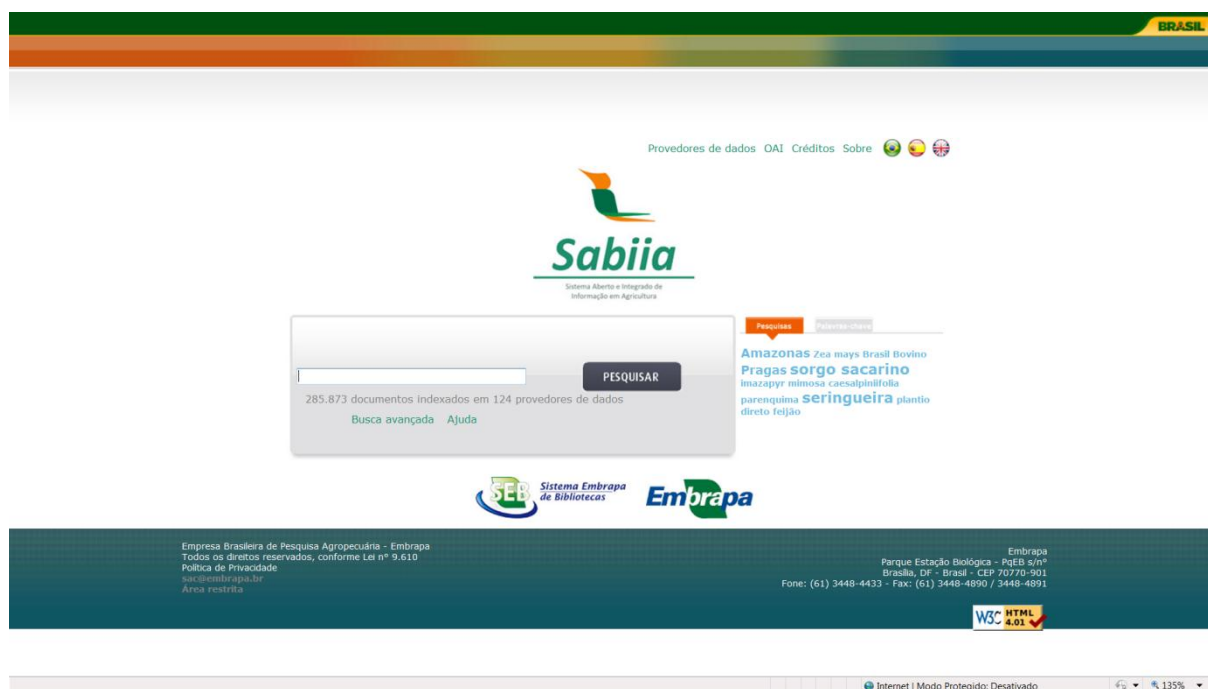 BRASIL
Provedores de dados OAI Créditos Sobre
Sabiia
Sistema Aberto e Integrado de
Informação em Agricultura
Pesquisas Palavras-chave
PESQUISAR
285.873 documentos indexados em 124 provedores de dados
Busca avançada Ajuda
Amazonas Zea mays Brasil Bovino
Pragas sorgo sacarino
imazapyr mimosa caesalpiniifolia
parenquima seringueira plantio
direto feijão
SEB Sistema Embrapa
de Bibliotecas
Embrapa
Empresa Brasileira de Pesquisa Agropecuária - Embrapa
Todos os direitos reservados, conforme Lei n° 9.610
Política de Privacidade
sac@embrapa.br
Área restrita
Embrapa
Parque Estação Biológica - PqEB s/n°
Brasília, DF - Brasil - CEP 70770-901
Fone: (61) 3448-4433 - Fax: (61) 3448-4890 / 3448-4891
W3C HTML
4.01
Internet | Modo Protegido: Desativado
135%